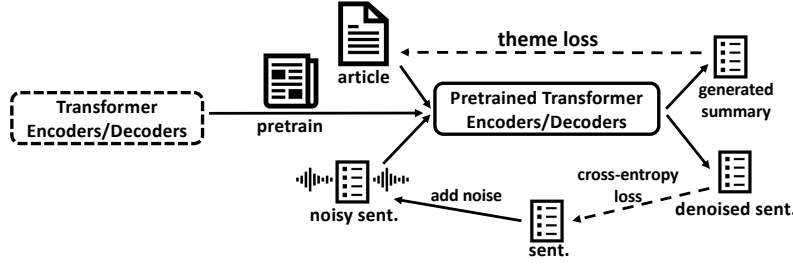 theme loss
article
generated
summary
Transformer
Encoders/Decoders
pretrain
Pretrained Transformer
Encoders/Decoders
noisy sent.
add noise
sent.
cross-entropy
loss
denoised sent.